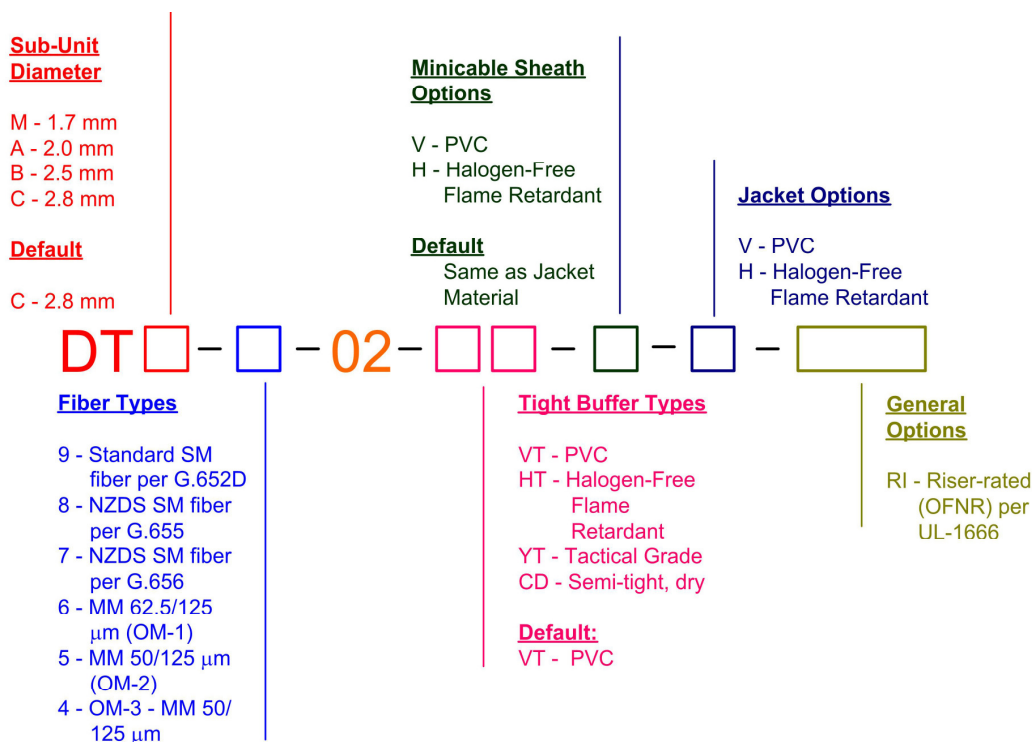 Sub-Unit
Diameter
M - 1.7 mm
A - 2.0 mm
B - 2.5 mm
C - 2.8 mm
Default
C - 2.8 mm
Minicable Sheath
Options
V - PVC
H - Halogen-Free
Flame Retardant
Default
Same as Jacket
Material
Jacket Options
V - PVC
H - Halogen-Free
Flame Retardant
DT - - 02 - - - -
Fiber Types
9 - Standard SM
fiber per G.652D
8 - NZDS SM fiber
per G.655
7 - NZDS SM fiber
per G.656
6 - MM 62.5/125
μm (OM-1)
5 - MM 50/125 μm
(OM-2)
4 - OM-3 - MM 50/
125 μm
Tight Buffer Types
VT - PVC
HT - Halogen-Free
Flame
Retardant
YT - Tactical Grade
CD - Semi-tight, dry
Default:
VT - PVC
General
Options
RI - Riser-rated
(OFNR) per
UL-1666